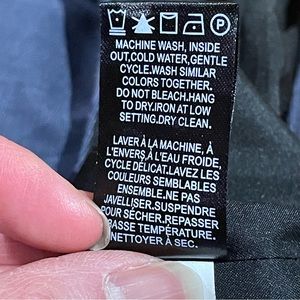 MACHINE WASH, INSIDE
OUT,COLD WATER,GENTLE
CYCLE.WASH SIMILAR
COLORS TOGETHER.
DO NOT BLEACH.HANG
TO DRY.IRON AT LOW
SETTING.DRY CLEAN.
LAVER À LA MACHINE, À
L'ENVERS,À L'EAU FROIDE,
CYCLE DÉLICAT.LAVEZ LES
COULEURS SEMBLABLES
ENSEMBLE.NE PAS
JAVELLISER.SUSPENDRE
POUR SÉCHER.REPASSER
BASSE TEMPÉRATURE.
NETTOYER À SEC.